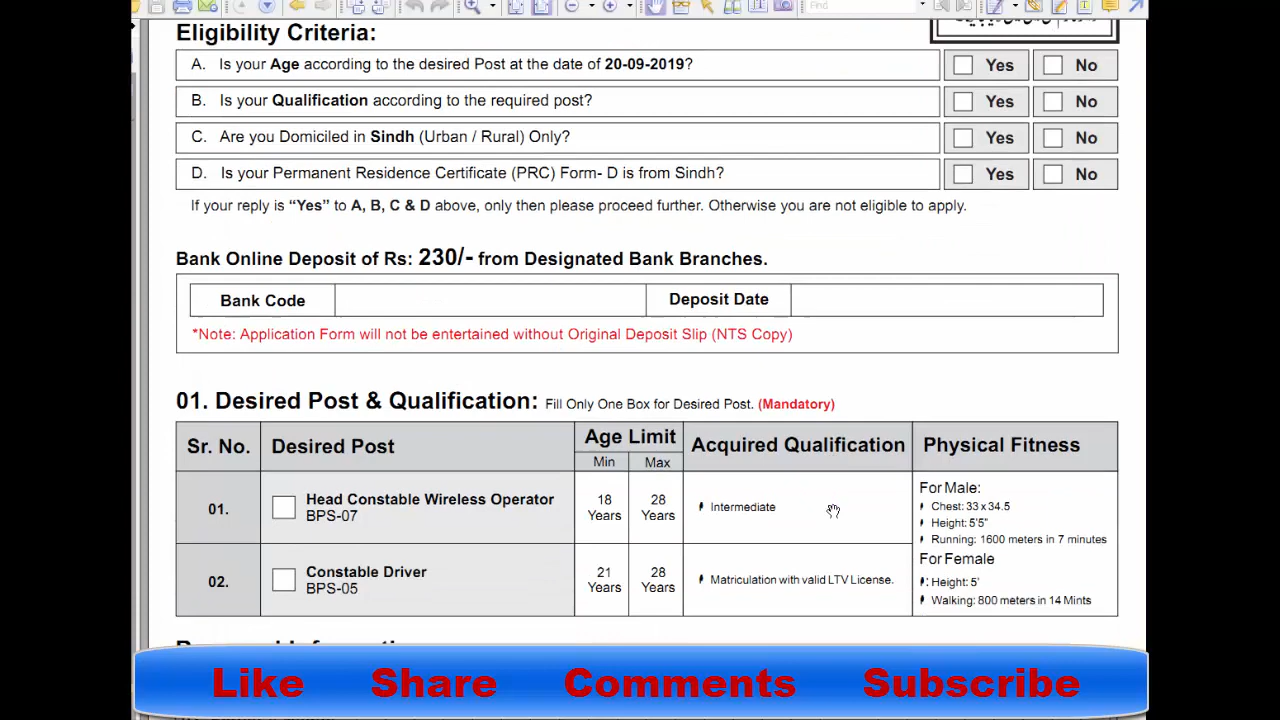 Find
Eligibility Criteria:
A. Is your Age according to the desired Post at the date of 20-09-2019? Yes No
B. Is your Qualification according to the required post? Yes No
C. Are you Domiciled in Sindh (Urban / Rural) Only? Yes No
D. Is your Permanent Residence Certificate (PRC) Form- D is from Sindh? Yes No
If your reply is “Yes” to A, B, C & D above, only then please proceed further. Otherwise you are not eligible to apply.
Bank Online Deposit of Rs: 230/- from Designated Bank Branches.
Bank Code Deposit Date
*Note: Application Form will not be entertained without Original Deposit Slip (NTS Copy)
01. Desired Post & Qualification: Fill Only One Box for Desired Post. (Mandatory)
Sr. No. Desired Post Age Limit Acquired Qualification Physical Fitness
Min Max
01. Head Constable Wireless Operator
BPS-07
18 Years
28 Years
Intermediate
02. Constable Driver
BPS-05
21 Years
28 Years
Matriculation with valid LTV License.
For Male:
Chest: 33 x 34.5
Height: 5'5"
Running: 1600 meters in 7 minutes
For Female
: Height: 5'
Walking: 800 meters in 14 Mints
Like Share Comments Subscribe